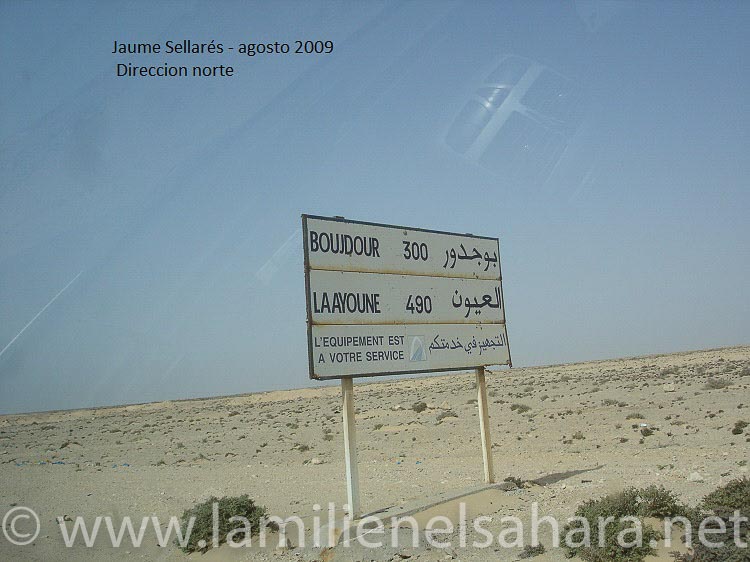 Jaume Sellarés - agosto 2009
Direccion norte
BOUJDOUR 300 بوجدور
LAAYOUNE 490 العيون
L'EQUIPEMENT EST
A VOTRE SERVICE
التجهيز في خدمتكم
©www.lamilienelsahara.net